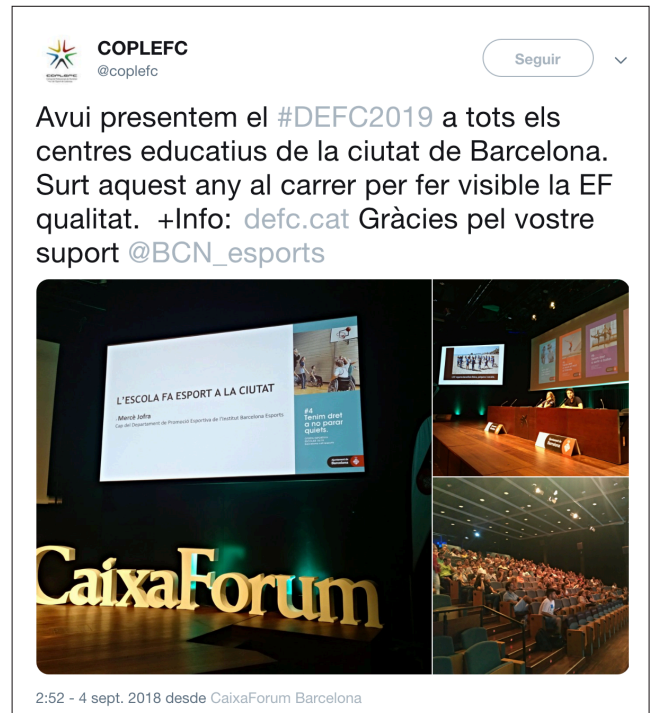 COPLEFC
@coplefc
Seguir
Avui presentem el #DEFC2019 a tots els
centres educatius de la ciutat de Barcelona.
Surt aquest any al carrer per fer visible la EF
qualitat.  +Info:  defc.cat Gràcies pel vostre
suport @BCN_esports
L'ESCOLA FA ESPORT A LA CIUTAT
Mercè Jofra
Cap del Departament de Promoció Esportiva de l'Institut Barcelona Esports
#4
Tenim dret
a no parar
quiets.
Ajuntament de
Barcelona
CaixaForum
2:52 - 4 sept. 2018 desde CaixaForum Barcelona